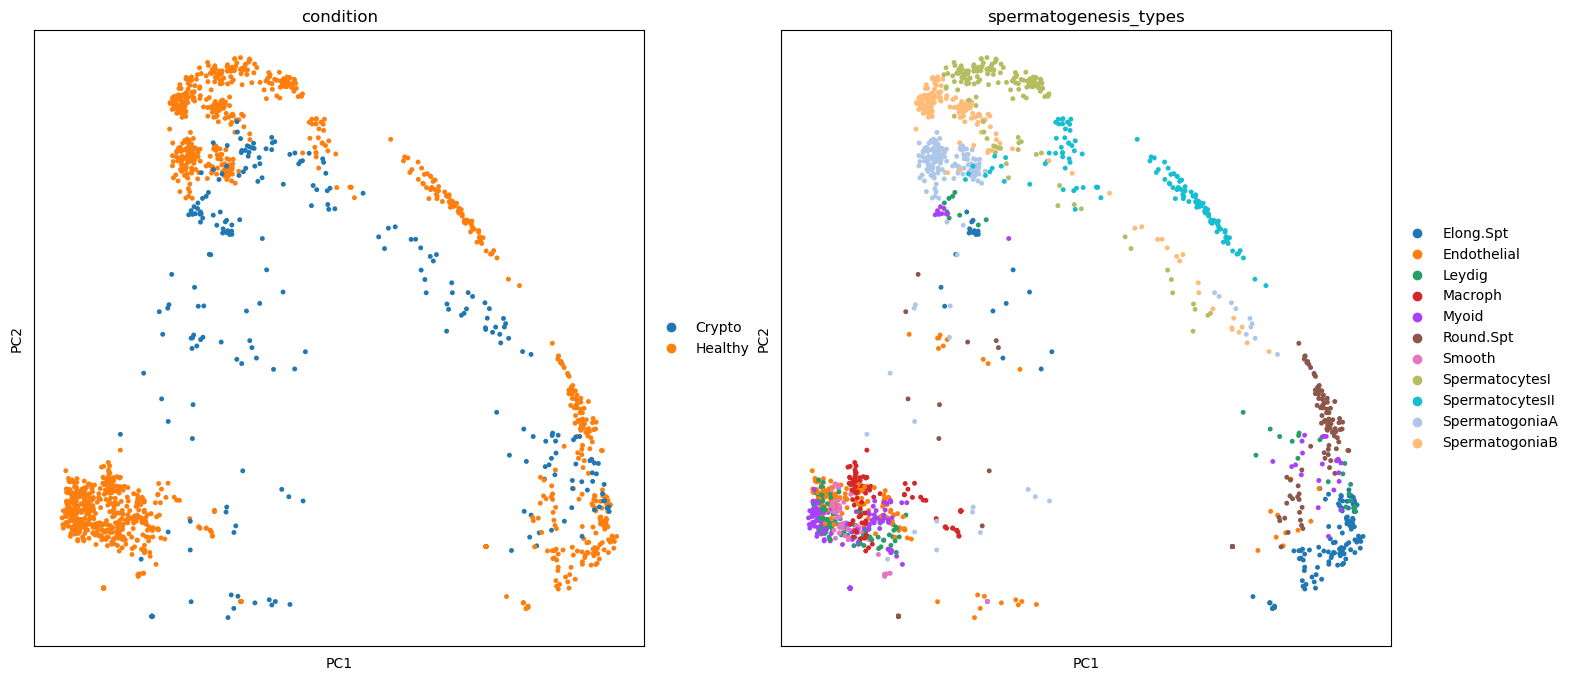 condition
PC2
PC1
Crypto
Healthy
spermatogenesis_types
PC2
PC1
Elong.Spt
Endothelial
Leydig
Macroph
Myoid
Round.Spt
Smooth
SpermatocytesI
SpermatocytesII
SpermatogoniaA
SpermatogoniaB